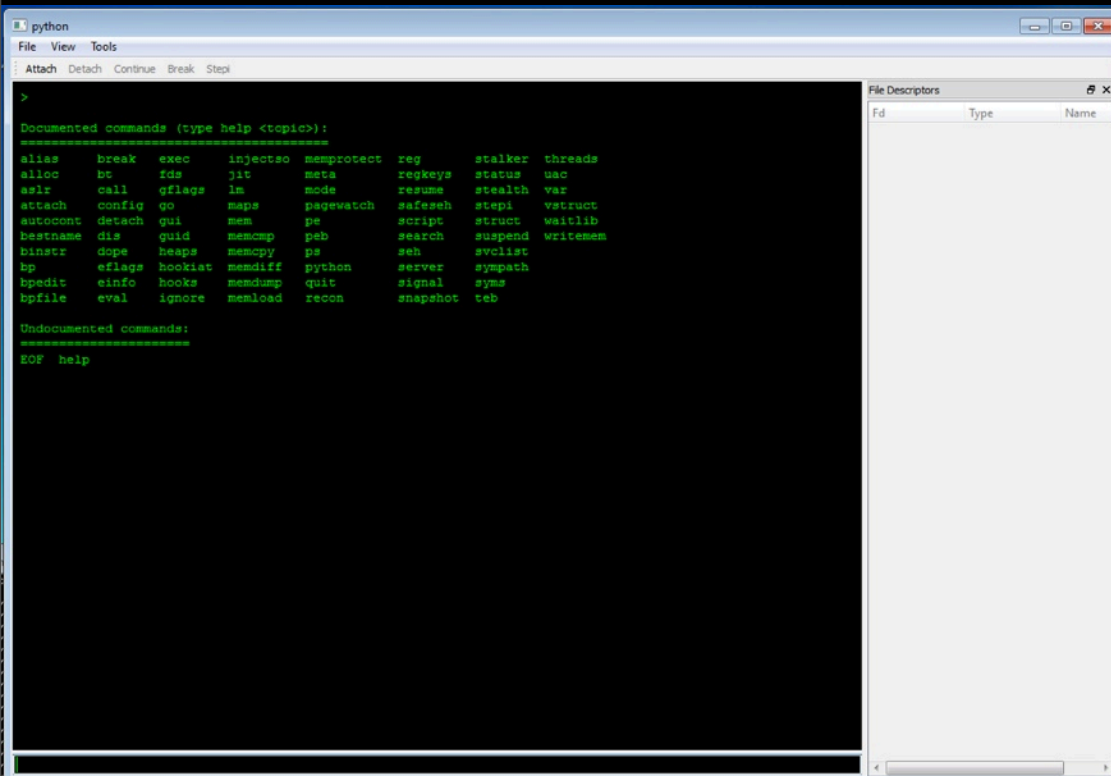 python
File View Tools
Attach Detach Continue Break Stepi
File Descriptors
Fd Type Name
>
Documented commands (type help <topic>):
========================================
alias break exec injectso memprotect reg stalker threads
alloc bt fds jit meta regkeys status uac
aslr call gflags lm mode resume stealth var
attach config go maps pagewatch safeseh stepi vstruct
autocont detach gui mem pe script struct waitlib
bestname dis guid memcmp peb search suspend writemem
binstr dope heaps memcpy ps seh svclist
bp eflags hookiat memdiff python server sympath
bpedit einfo hooks memdump quit signal syms
bpfile eval ignore memload recon snapshot teb
Undocumented commands:
======================
EOF help